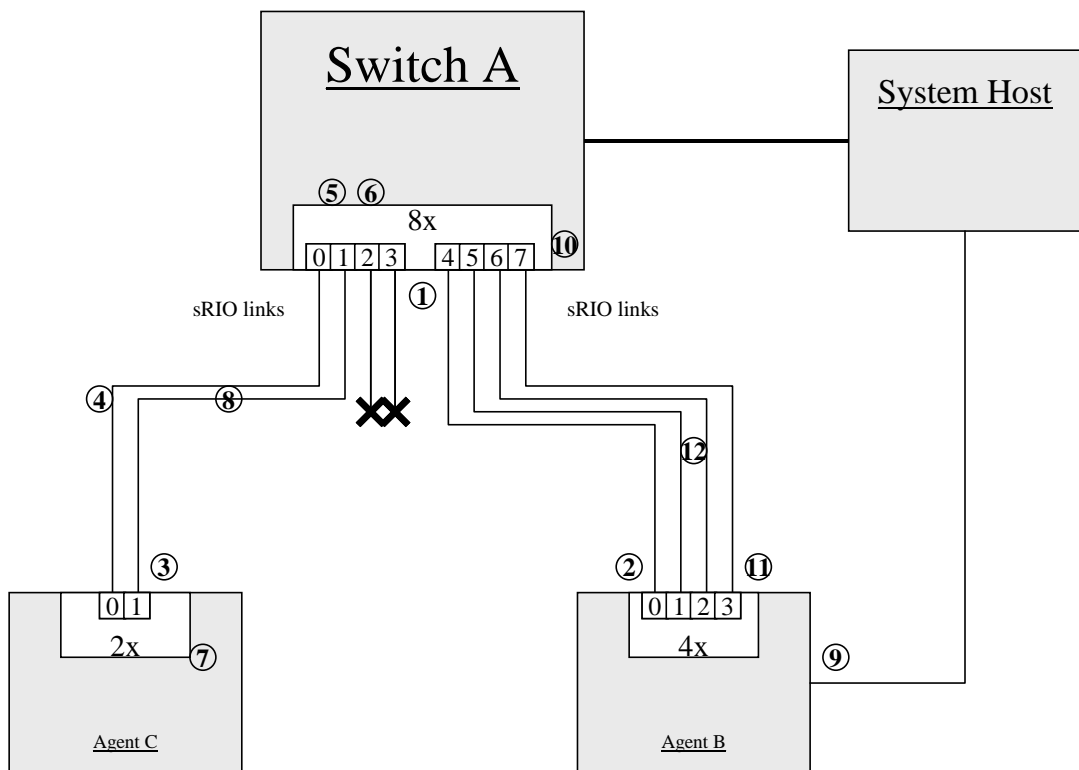 Switch A
System Host
5 6
8x
10
0 1 2 3 4 5 6 7
1
sRIO links sRIO links
4 8
12
3 2 11
0 1 0 1 2 3
2x 4x
7 9
Agent C Agent B